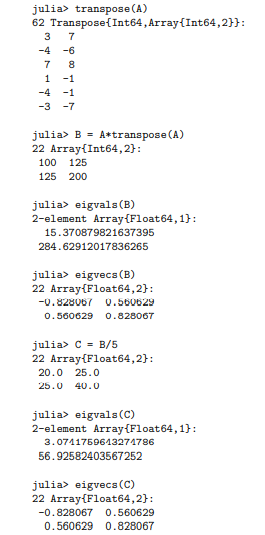 julia> transpose(A)
62 Transpose{Int64,Array{Int64,2}}:
3 7
-4 -6
7 8
1 -1
-4 -1
-3 -7
julia> B = A*transpose(A)
22 Array{Int64,2}:
100 125
125 200
julia> eigvals(B)
2-element Array{Float64,1}:
15.370879821637395
284.62912017836265
julia> eigvecs(B)
22 Array{Float64,2}:
-0.828067 0.560629
0.560629 0.828067
julia> C = B/5
22 Array{Float64,2}:
20.0 25.0
25.0 40.0
julia> eigvals(C)
2-element Array{Float64,1}:
3.0741759643274786
56.92582403567252
julia> eigvecs(C)
22 Array{Float64,2}:
-0.828067 0.560629
0.560629 0.828067